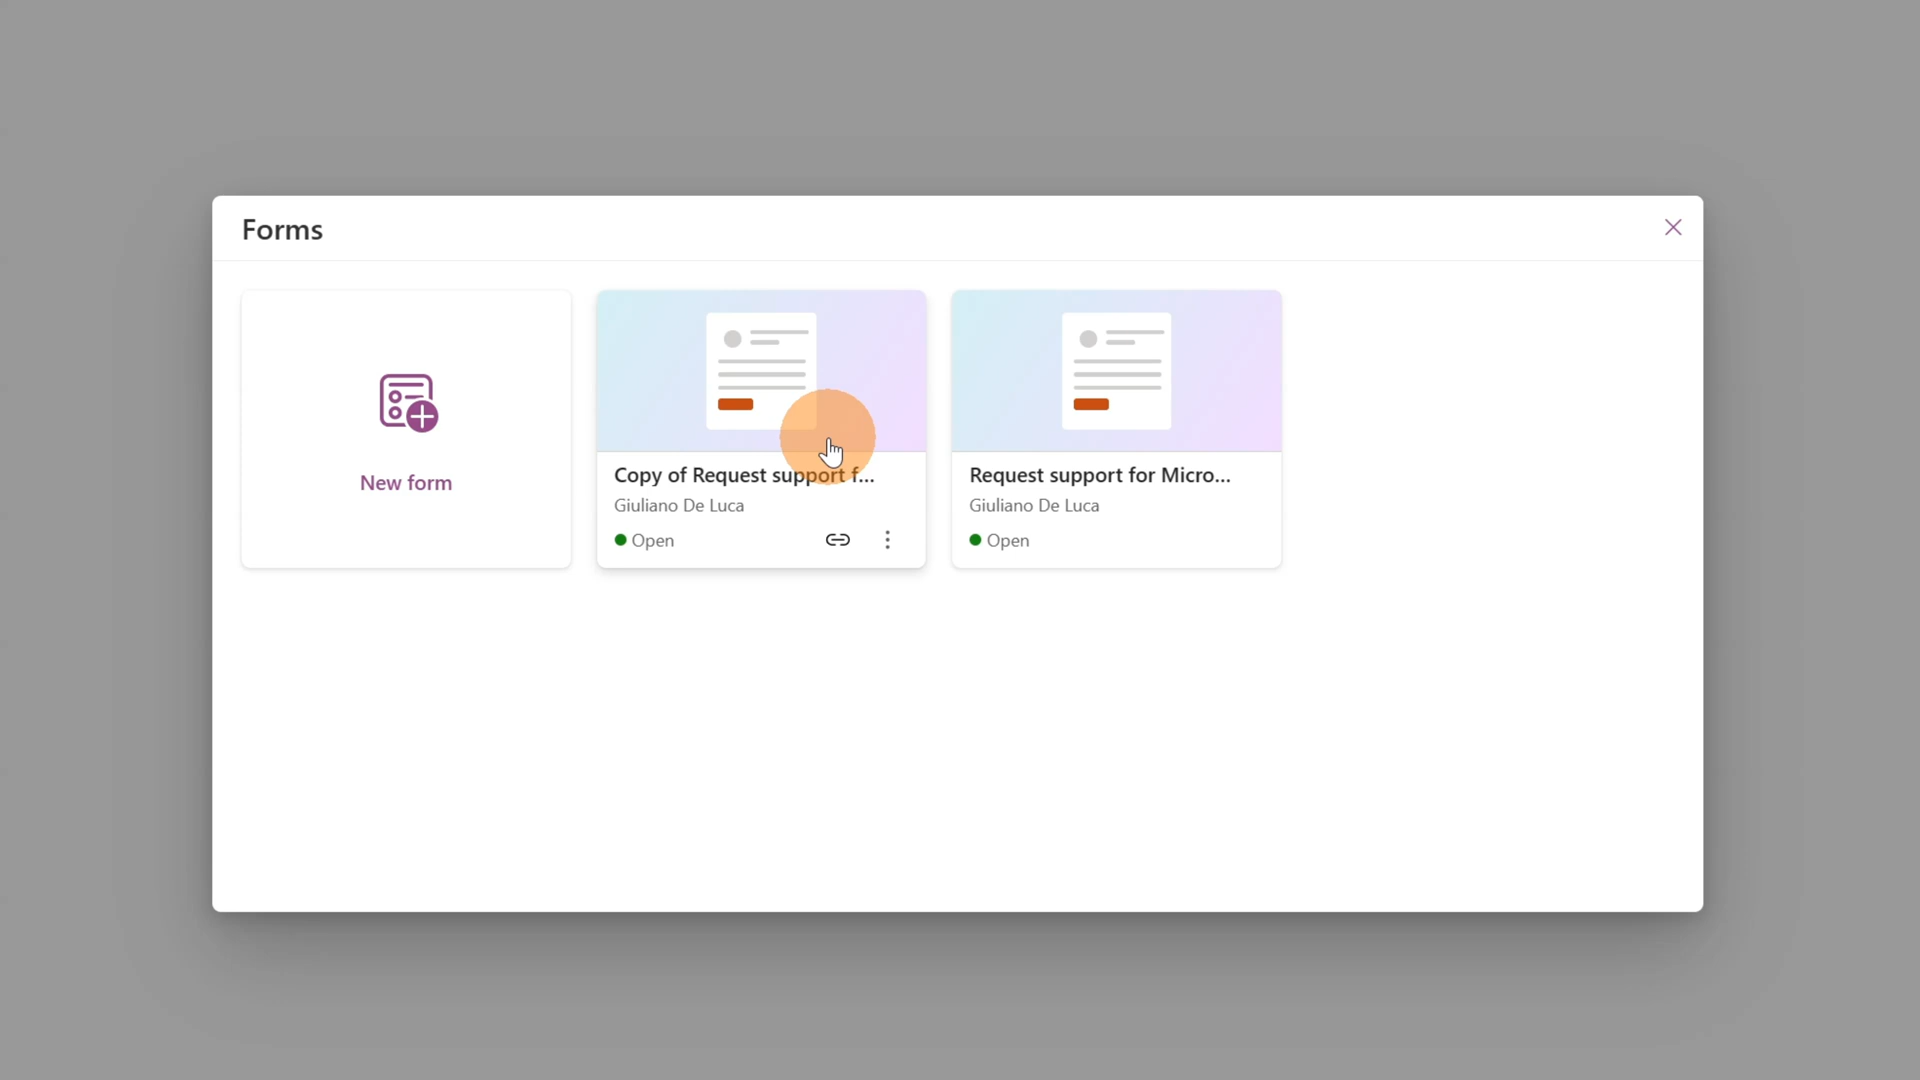 Forms
New form
Copy of Request support f...
Giuliano De Luca
Open
Request support for Micro...
Giuliano De Luca
Open